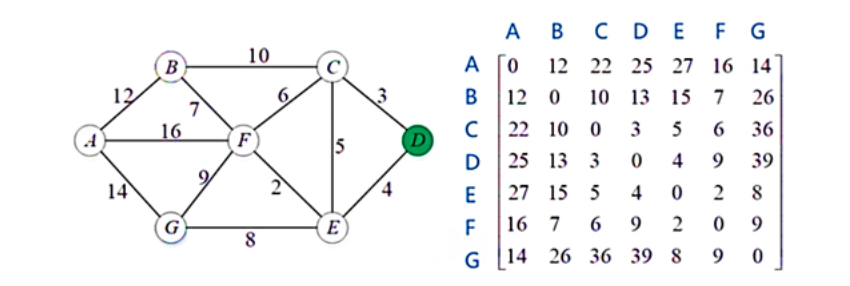 10
B
C
12
7
6
3
A
16
F
5
D
14
9
2
4
G
8
E
A B C D E F G
A 0 12 22 25 27 16 14
B 12 0 10 13 15 7 26
C 22 10 0 3 5 6 36
D 25 13 3 0 4 9 39
E 27 15 5 4 0 2 8
F 16 7 6 9 2 0 9
G 14 26 36 39 8 9 0